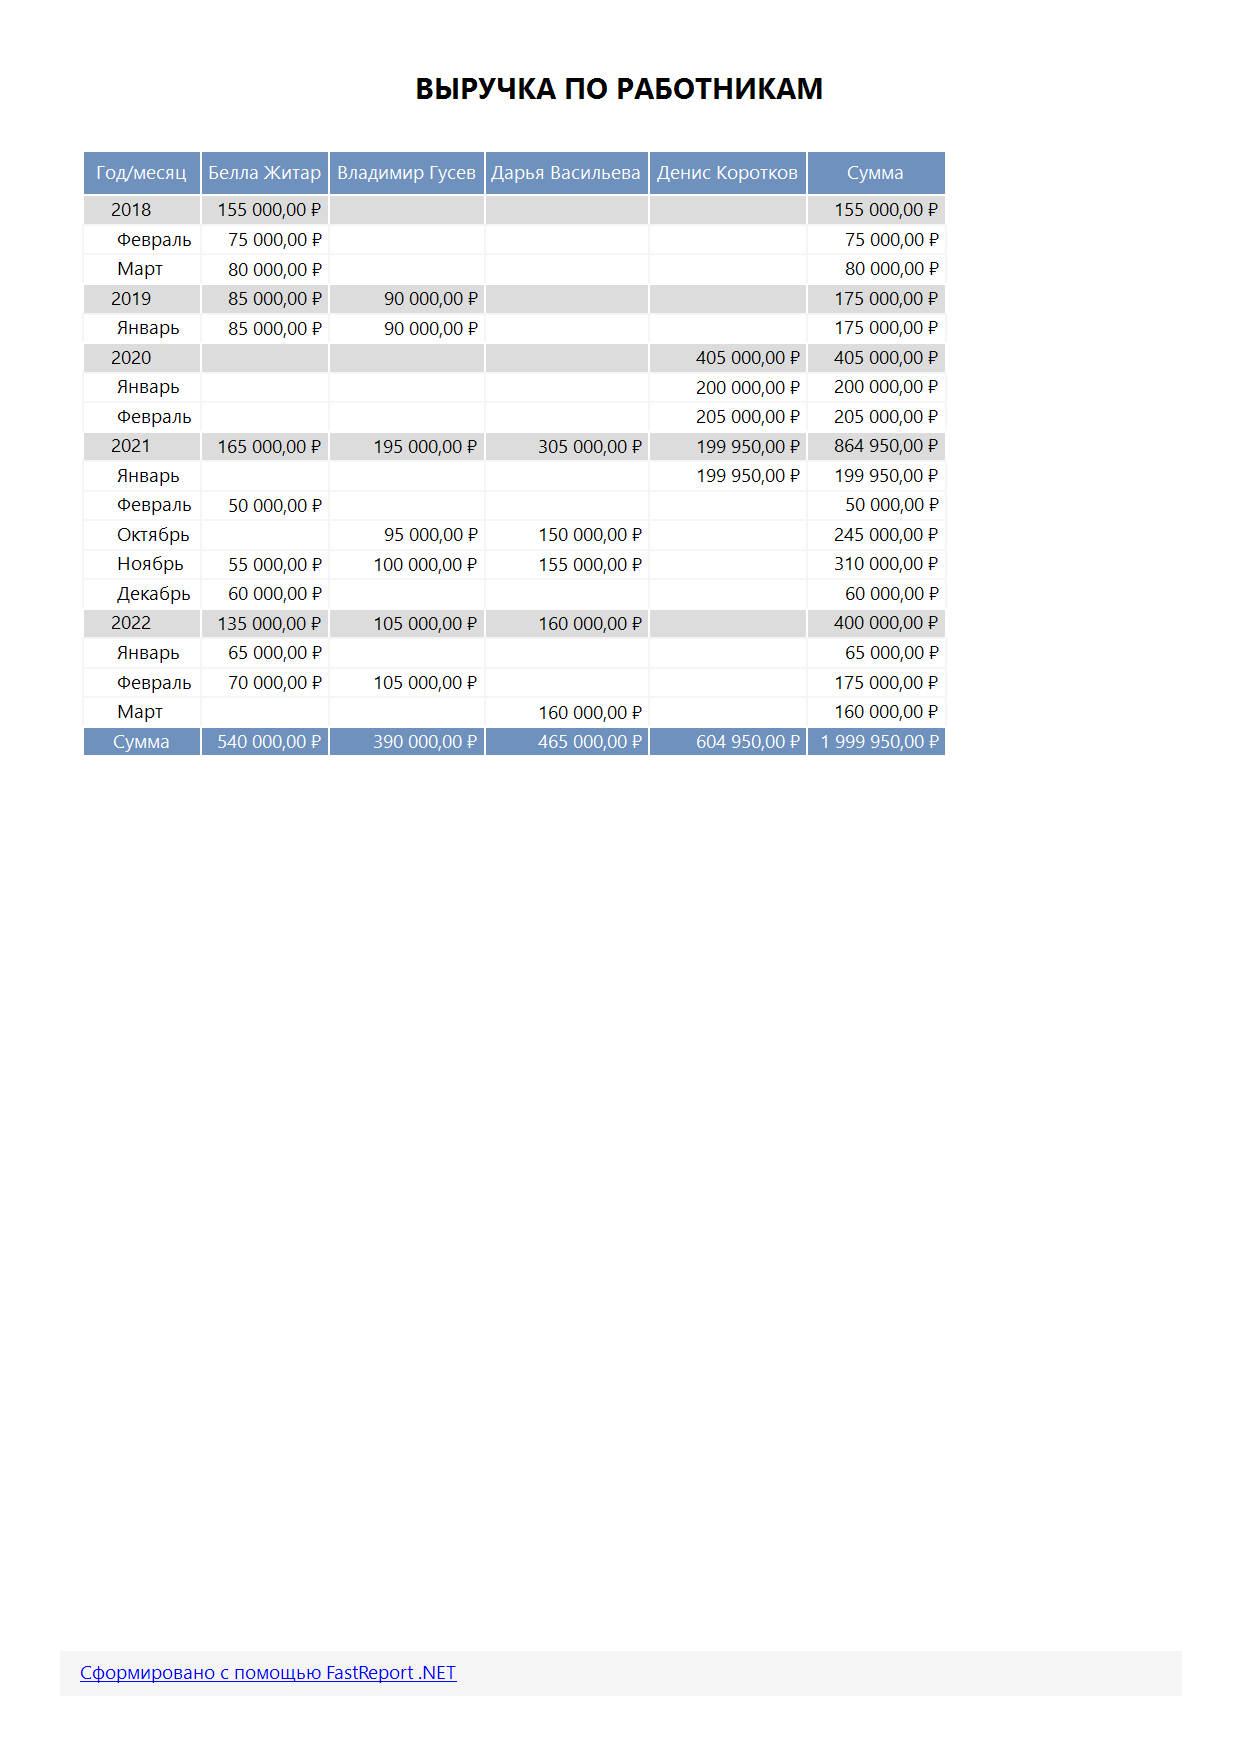 ВЫРУЧКА ПО РАБОТНИКАМ
Год/месяц Белла Житар Владимир Гусев Дарья Васильева Денис Коротков Сумма
2018 155 000,00 ₽ 155 000,00 ₽
Февраль 75 000,00 ₽ 75 000,00 ₽
Март 80 000,00 ₽ 80 000,00 ₽
2019 85 000,00 ₽ 90 000,00 ₽ 175 000,00 ₽
Январь 85 000,00 ₽ 90 000,00 ₽ 175 000,00 ₽
2020 405 000,00 ₽ 405 000,00 ₽
Январь 200 000,00 ₽ 200 000,00 ₽
Февраль 205 000,00 ₽ 205 000,00 ₽
2021 165 000,00 ₽ 195 000,00 ₽ 305 000,00 ₽ 199 950,00 ₽ 864 950,00 ₽
Январь 199 950,00 ₽ 199 950,00 ₽
Февраль 50 000,00 ₽ 50 000,00 ₽
Октябрь 95 000,00 ₽ 150 000,00 ₽ 245 000,00 ₽
Ноябрь 55 000,00 ₽ 100 000,00 ₽ 155 000,00 ₽ 310 000,00 ₽
Декабрь 60 000,00 ₽ 60 000,00 ₽
2022 135 000,00 ₽ 105 000,00 ₽ 160 000,00 ₽ 400 000,00 ₽
Январь 65 000,00 ₽ 65 000,00 ₽
Февраль 70 000,00 ₽ 105 000,00 ₽ 175 000,00 ₽
Март 160 000,00 ₽ 160 000,00 ₽
Сумма 540 000,00 ₽ 390 000,00 ₽ 465 000,00 ₽ 604 950,00 ₽ 1 999 950,00 ₽
Сформировано с помощью FastReport .NET